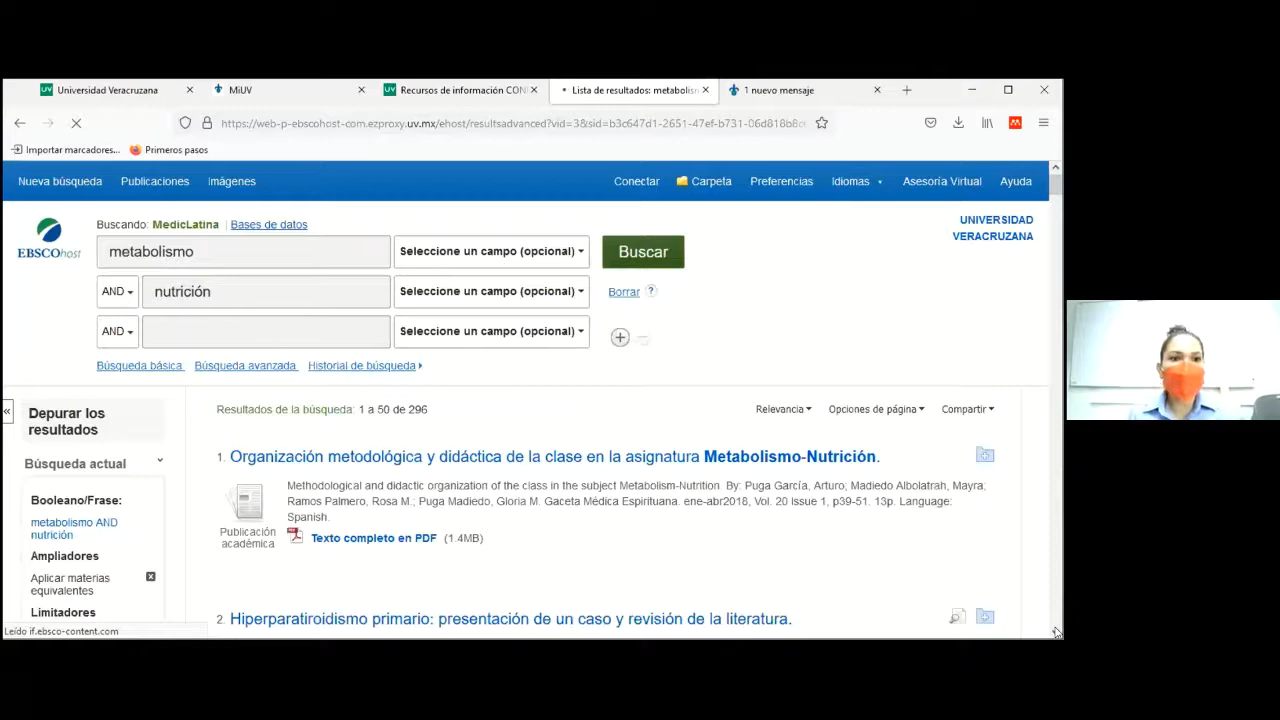 Universidad Veracruzana
MiUV
Recursos de información CON
Lista de resultados: metabolism
1 nuevo mensaje
https://web-p-ebscohost-com.ezproxy.uv.mx/ehost/resultsadvanced?vid=3&sid=b3c647d1-2651-47ef-b731-06d818b8c
Importar marcadores...
Primeros pasos
Nueva búsqueda
Publicaciones
Imágenes
Conectar
Carpeta
Preferencias
Idiomas
Asesoría Virtual
Ayuda
EBSCOhost
Buscando: MedicLatina | Bases de datos
UNIVERSIDAD
VERACRUZANA
metabolismo
Seleccione un campo (opcional)
Buscar
AND
nutrición
Seleccione un campo (opcional)
Borrar ?
AND
Seleccione un campo (opcional)
Búsqueda básica
Búsqueda avanzada
Historial de búsqueda
«
Depurar los
resultados
Búsqueda actual
Booleano/Frase:
metabolismo AND
nutrición
Ampliadores
Aplicar materias
equivalentes
Limitadores
Resultados de la búsqueda: 1 a 50 de 296
Relevancia
Opciones de página
Compartir
1. Organización metodológica y didáctica de la clase en la asignatura Metabolismo-Nutrición.
Methodological and didactic organization of the class in the subject Metabolism-Nutrition. By: Puga García, Arturo; Madiedo Albolatrah, Mayra;
Ramos Palmero, Rosa M.; Puga Madiedo, Gloria M. Gaceta Médica Espirituana. ene-abr2018, Vol. 20 Issue 1, p39-51. 13p. Language:
Spanish.
Publicación
académica
Texto completo en PDF (1.4MB)
2. Hiperparatiroidismo primario: presentación de un caso y revisión de la literatura.
Leído if.ebsco-content.com